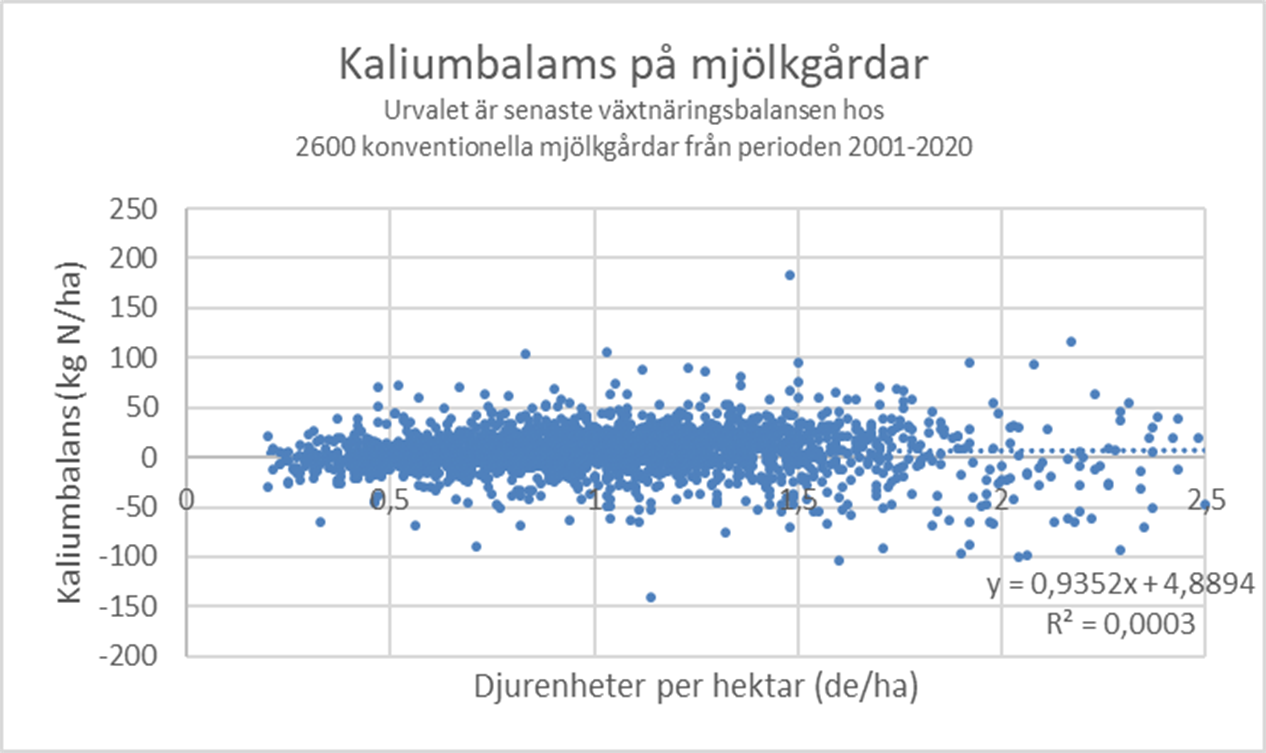 Kaliumbalams på mjölkgårdar
Urvalet är senaste växtnäringsbalansen hos
2600 konventionella mjölkgårdar från perioden 2001-2020
Kaliumbalans(kg N/ha)
250
200
150
100
50
0
-50
-100
-150
-200
0
0,5
1
1,5
2
2,5
y = 0,9352x + 4,8894
R² = 0,0003
Djurenheter per hektar (de/ha)